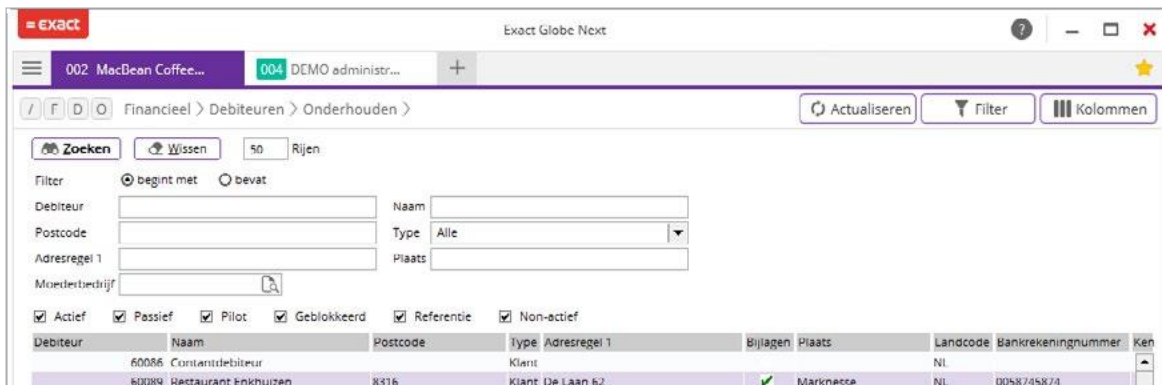 = exact
Exact Globe Next
?
002 MacBean Coffee...
004 DEMO administr...
/ F D O Financieel > Debiteuren > Onderhouden >
Actualiseren
Filter
Kolommen
Zoeken
Wissen
50 Rijen
Filter
begint met
bevat
Debiteur
Naam
Postcode
Type Alle
Adresregel 1
Plaats
Moederbedrijf
Actief
Passief
Pilot
Geblokkeerd
Referentie
Non-actief
Debiteur Naam Postcode Type Adresregel 1 Bijlagen Plaats Landcode Bankrekeningnummer Ken
60086 Contantdebiteur Klant NL
60089 Restaurant Enkhuizen 8316 Klant De Laan 62 Marknesse NL 0058745874